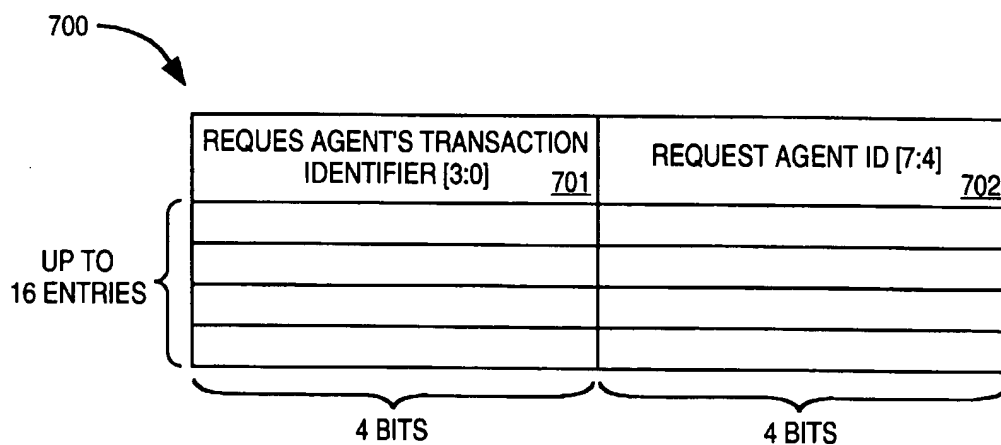 700
REQUES AGENT'S TRANSACTION
IDENTIFIER [3:0]
701
REQUEST AGENT ID [7:4]
702
UP TO
16 ENTRIES
4 BITS
4 BITS